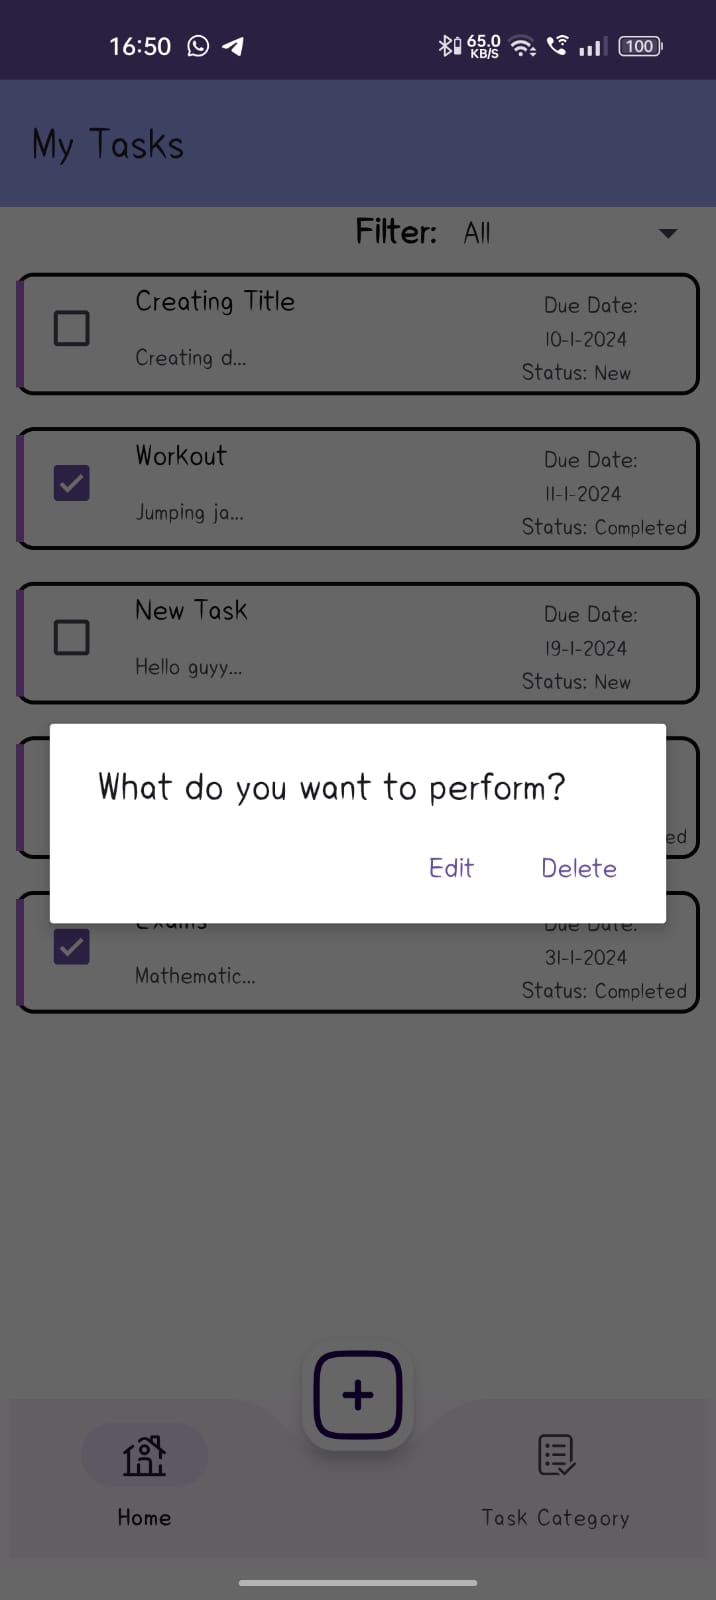 16:50 65.0 KB/S 100
My Tasks
Filter: All
Creating Title
Due Date:
10-1-2024
Creating d...
Status: New
Workout
Due Date:
11-1-2024
Jumping ja...
Status: Completed
New Task
Due Date:
19-1-2024
Hello guyy...
Status: New
What do you want to perform?
ed
Edit Delete
Exams
Due Date:
31-1-2024
Mathematic...
Status: Completed
Home
Task Category